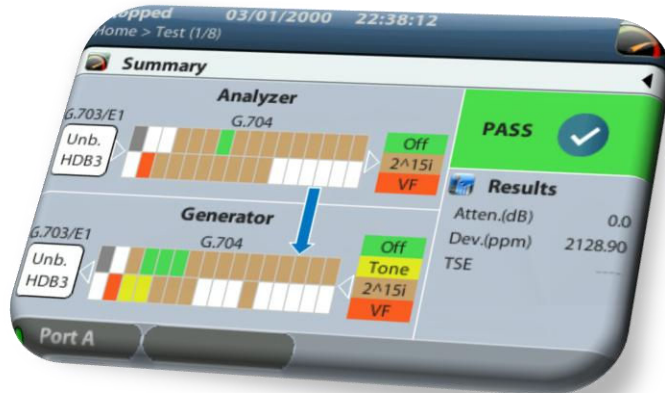 03/01/2000 22:38:12
Home > Test (1/8)
Summary
Analyzer
G.703/E1
G.704
Unb.
HDB3
Off
2^15i
VF
Generator
G.703/E1
G.704
Unb.
HDB3
Off
Tone
2^15i
VF
PASS
Results
Atten.(dB) 0.0
Dev.(ppm) 2128.90
TSE ----
Port A